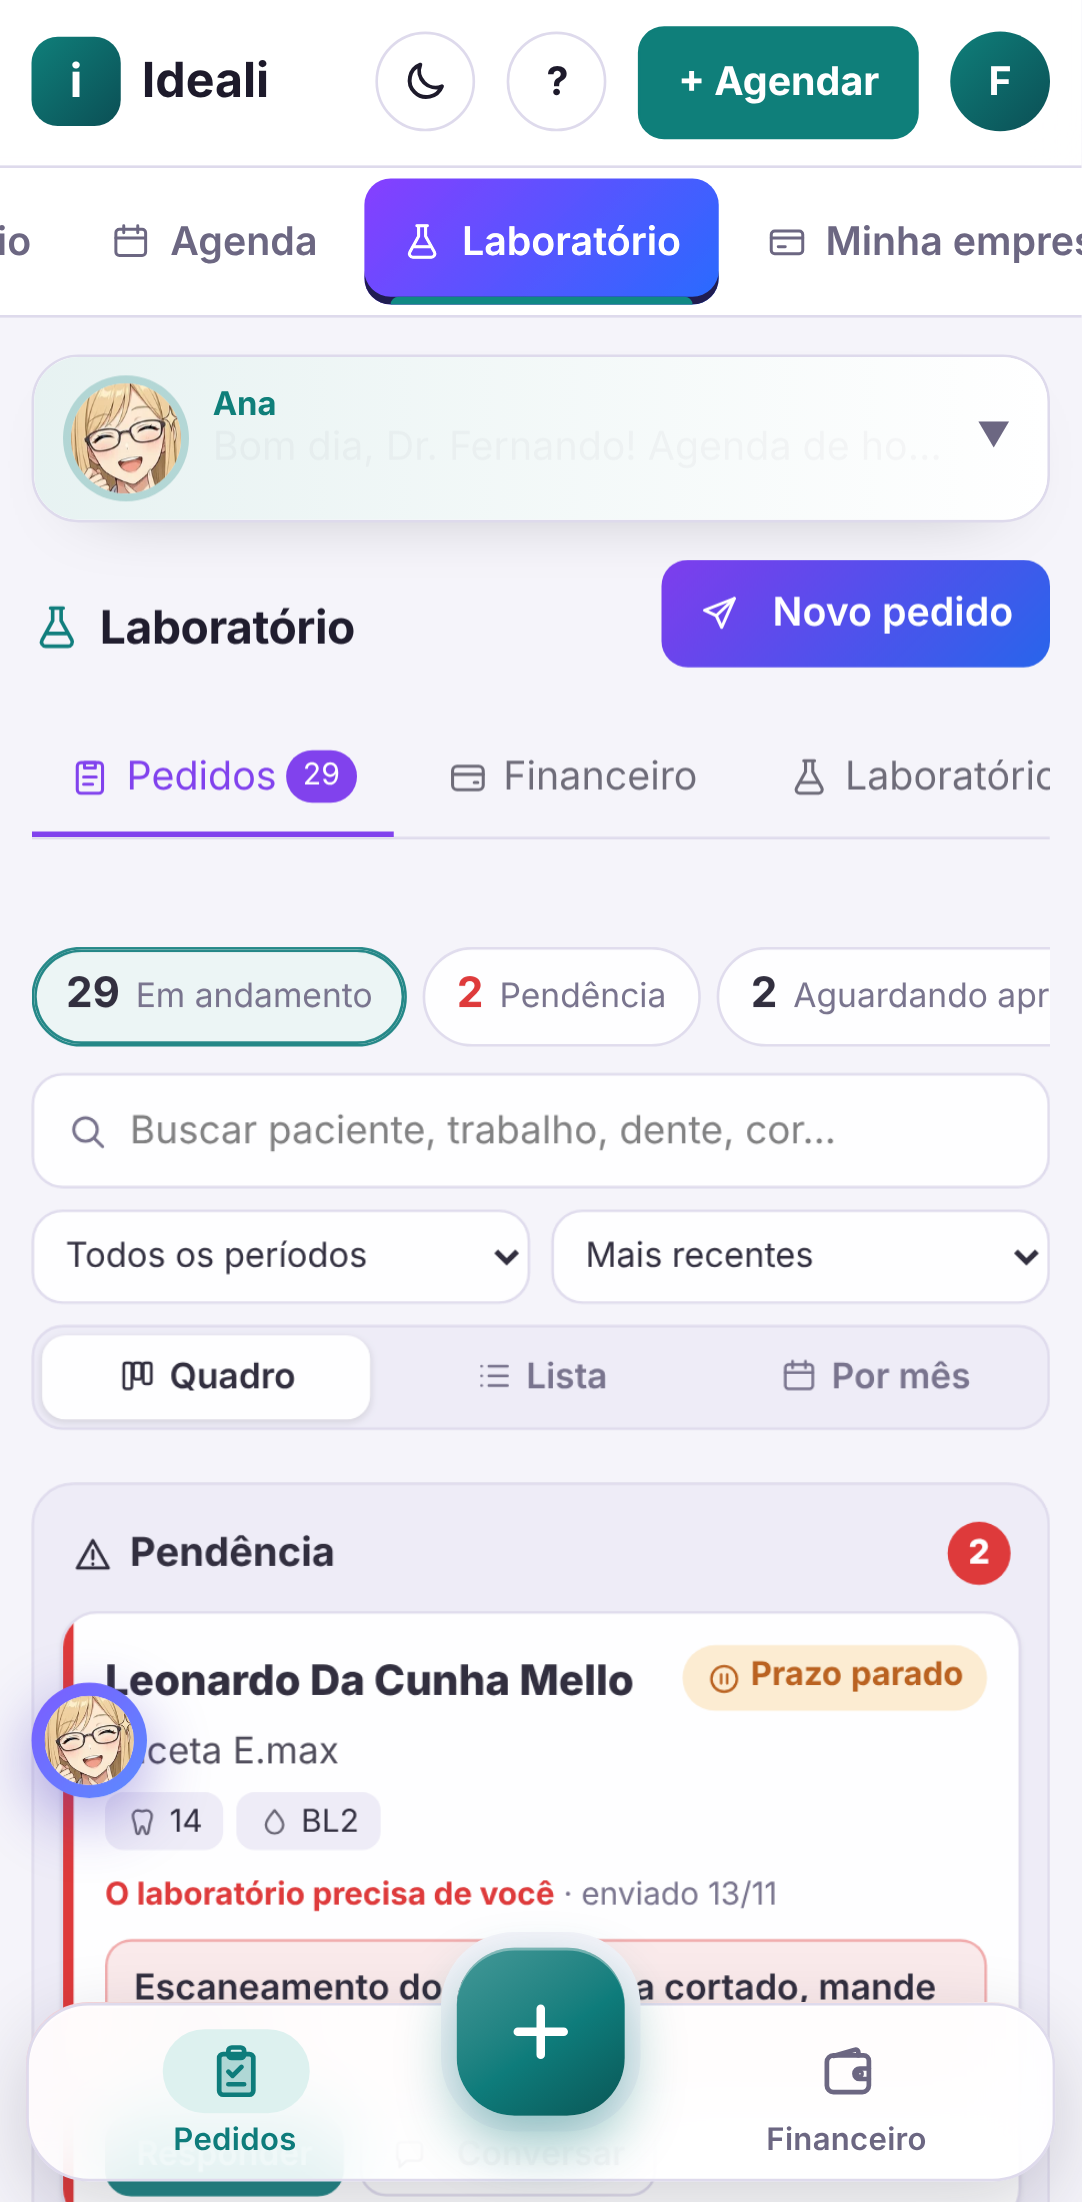 i Ideali ? + Agendar F
io Agenda Laboratório Minha empres
Ana
Bom dia, Dr. Fernando! Agenda de ho...
Laboratório Novo pedido
Pedidos 29 Financeiro Laboratóric
29 Em andamento 2 Pendência 2 Aguardando apr
Buscar paciente, trabalho, dente, cor...
Todos os períodos Mais recentes
Quadro Lista Por mês
Pendência 2
Leonardo Da Cunha Mello Prazo parado
ceta E.max
14 BL2
O laboratório precisa de você · enviado 13/11
Escaneamento do a cortado, mande
Responder Conversar
Pedidos Financeiro